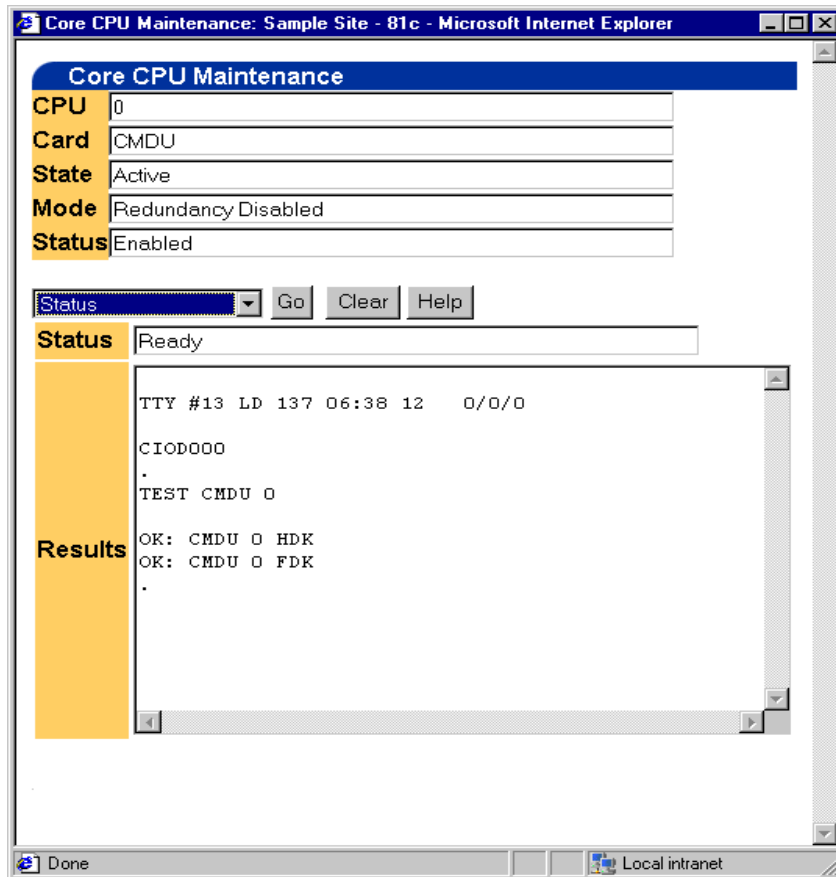 Core CPU Maintenance: Sample Site - 81c - Microsoft Internet Explorer
Core CPU Maintenance
CPU 0
Card CMDU
State Active
Mode Redundancy Disabled
Status Enabled
Status Go Clear Help
Status Ready
TTY #13 LD 137 06:38 12 0/0/0
CIOD000
.
TEST CMDU 0
Results
OK: CMDU 0 HDK
OK: CMDU 0 FDK
.
Done Local intranet